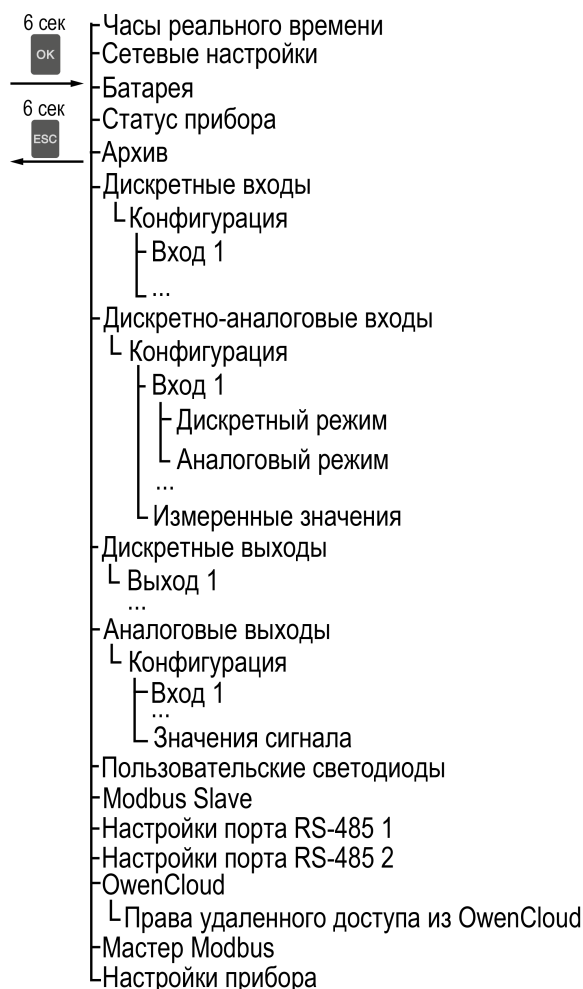 6 сек
OK
6 сек
ESC
Часы реального времени
Сетевые настройки
Батарея
Статус прибора
Архив
Дискретные входы
Конфигурация
Вход 1
...
Дискретно-аналоговые входы
Конфигурация
Вход 1
Дискретный режим
Аналоговый режим
...
Измеренные значения
Дискретные выходы
Выход 1
...
Аналоговые выходы
Конфигурация
Вход 1
...
Значения сигнала
Пользовательские светодиоды
Modbus Slave
Настройки порта RS-485 1
Настройки порта RS-485 2
OwenCloud
Права удаленного доступа из OwenCloud
Мастер Modbus
Настройки прибора